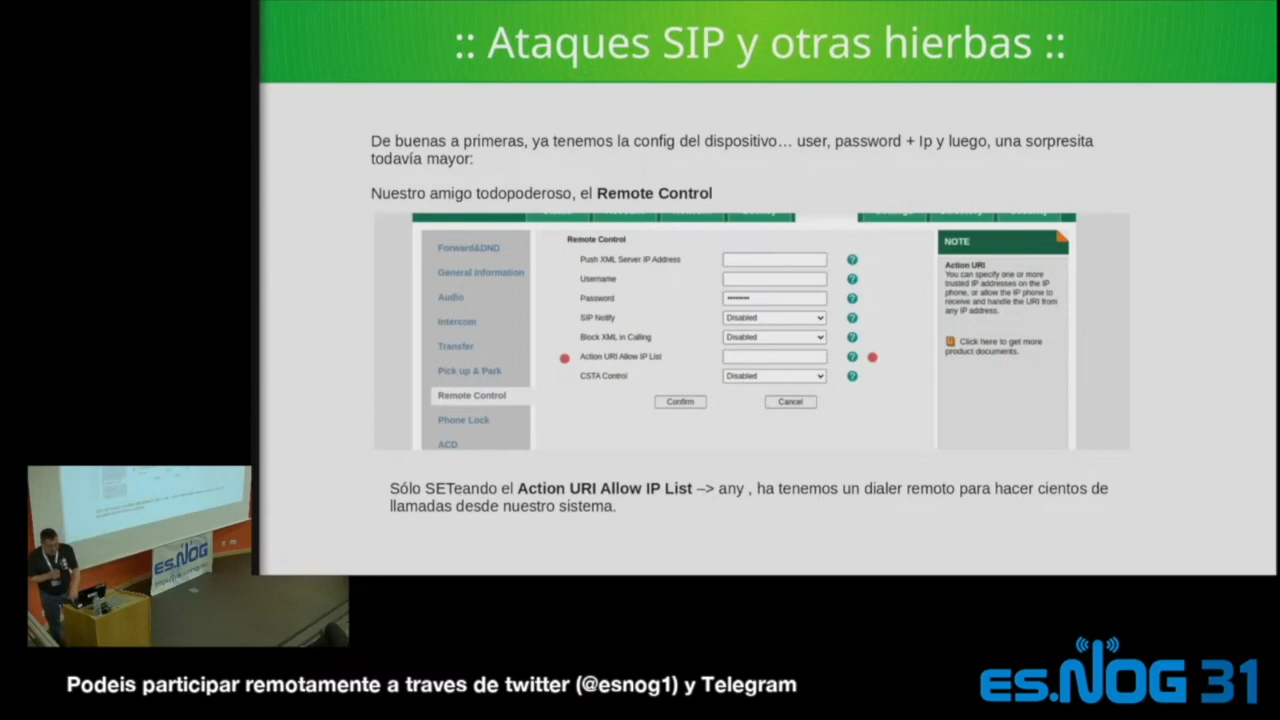 :: Ataques SIP y otras hierbas ::
De buenas a primeras, ya tenemos la config del dispositivo… user, password + Ip y luego, una sorpresita
todavía mayor:
Nuestro amigo todopoderoso, el Remote Control
Forward&DND
General Information
Audio
Intercom
Transfer
Pick up & Park
Remote Control
Phone Lock
ACD
Remote Control
Push XML Server IP Address
Username
Password ••••••••
SIP Notify Disabled
Block XML in Calling Disabled
Action URI Allow IP List
CSTA Control Disabled
Confirm Cancel
NOTE
Action URI
You can specify one or more
trusted IP addresses on the IP
phone, or allow the IP phone to
receive and handle the URI from
any IP address.
Click here to get more
product documents.
Sólo SETeando el Action URI Allow IP List –> any , ha tenemos un dialer remoto para hacer cientos de
llamadas desde nuestro sistema.
ES.NOG
Podeis participar remotamente a traves de twitter (@esnog1) y Telegram
es.NOG 31